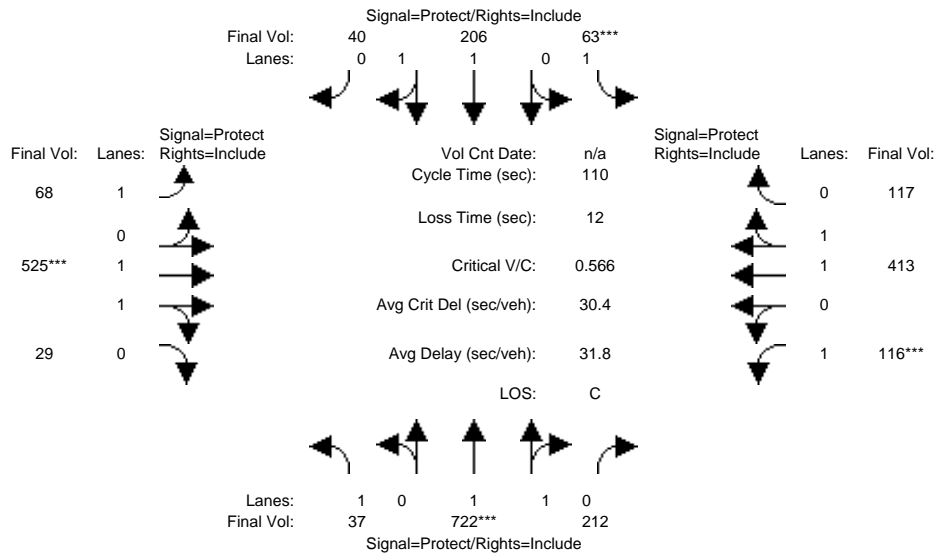 Signal=Protect/Rights=Include
Final Vol: 40 206 63***
Lanes: 0 1 1 0 1
Signal=Protect Signal=Protect
Final Vol: Lanes: Rights=Include Vol Cnt Date: n/a Rights=Include Lanes: Final Vol:
Cycle Time (sec): 110
68 1 0 117
Loss Time (sec): 12
0 1
525*** 1 Critical V/C: 0.566 1 413
1 Avg Crit Del (sec/veh): 30.4 0
29 0 Avg Delay (sec/veh): 31.8 1 116***
LOS: C
Lanes: 1 0 1 1 0
Final Vol: 37 722*** 212
Signal=Protect/Rights=Include